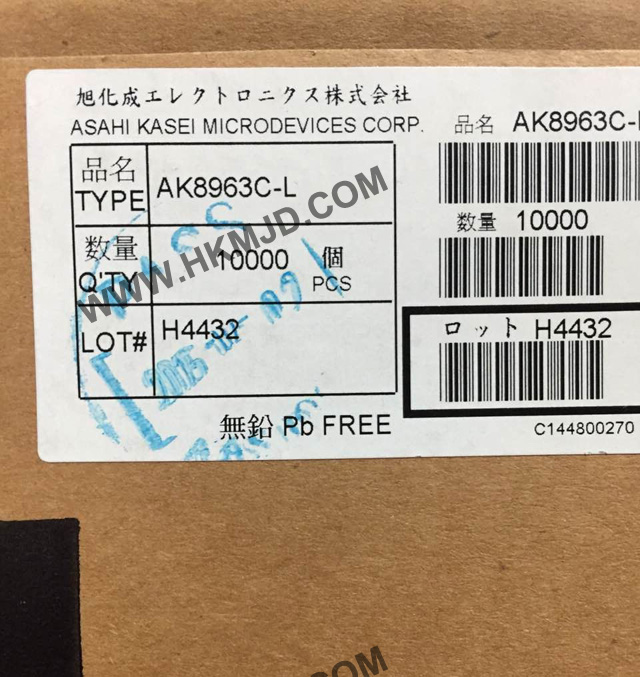 旭化成エレクトロニクス株式会社
ASAHI KASEI MICRODEVICES CORP.
品名
TYPE
AK8963C-L
数量
Q'TY
10000 個
PCS
LOT#
H4432
無鉛 Pb FREE
品名 AK8963C-
数量 10000
ロット H4432
C144800270
PASS
WWW.HKMJD.COM
.COM